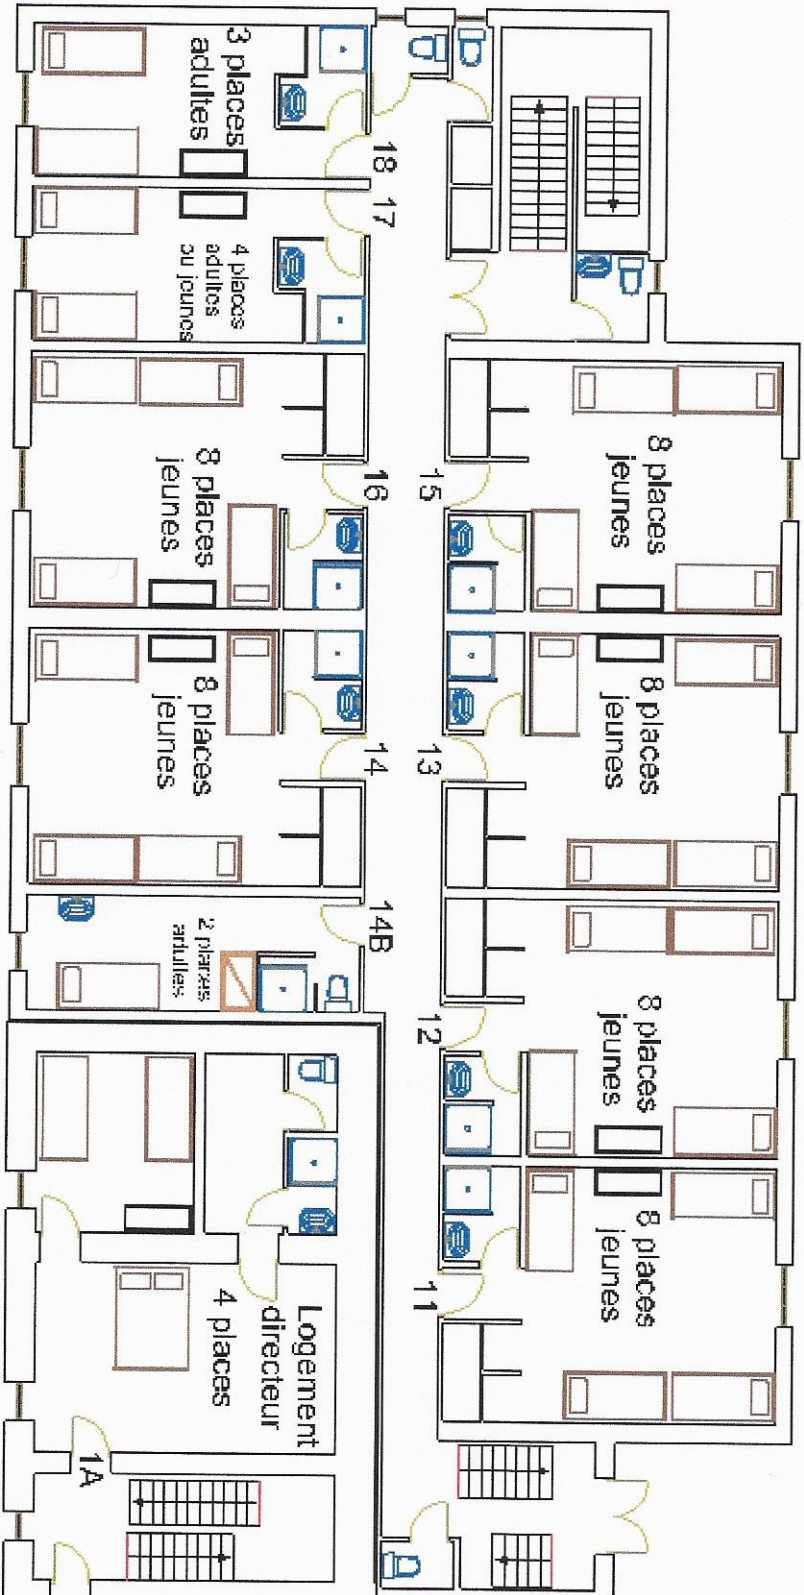 3 places
adultes
18
17
4 places
adultes
ou jeunes
8 places
jeunes
16
15
8 places
jeunes
8 places
jeunes
14
13
8 places
jeunes
14B
2 places
adultes
12
8 places
jeunes
11
8 places
jeunes
Logement
directeur
4 places
1A